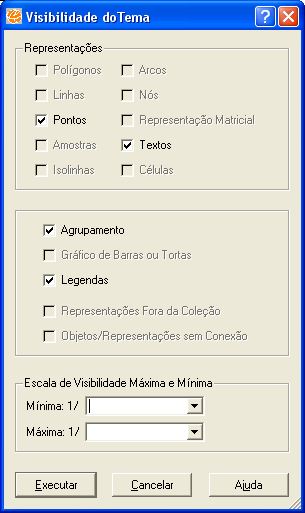 Visibilidade doTema
Representações
Polígonos Arcos
Linhas Nós
Pontos Representação Matricial
Amostras Textos
Isolinhas Células
Agrupamento
Gráfico de Barras ou Tortas
Legendas
Representações Fora da Coleção
Objetos/Representações sem Conexão
Escala de Visibilidade Máxima e Mínima
Mínima: 1/
Máxima: 1/
Executar Cancelar Ajuda